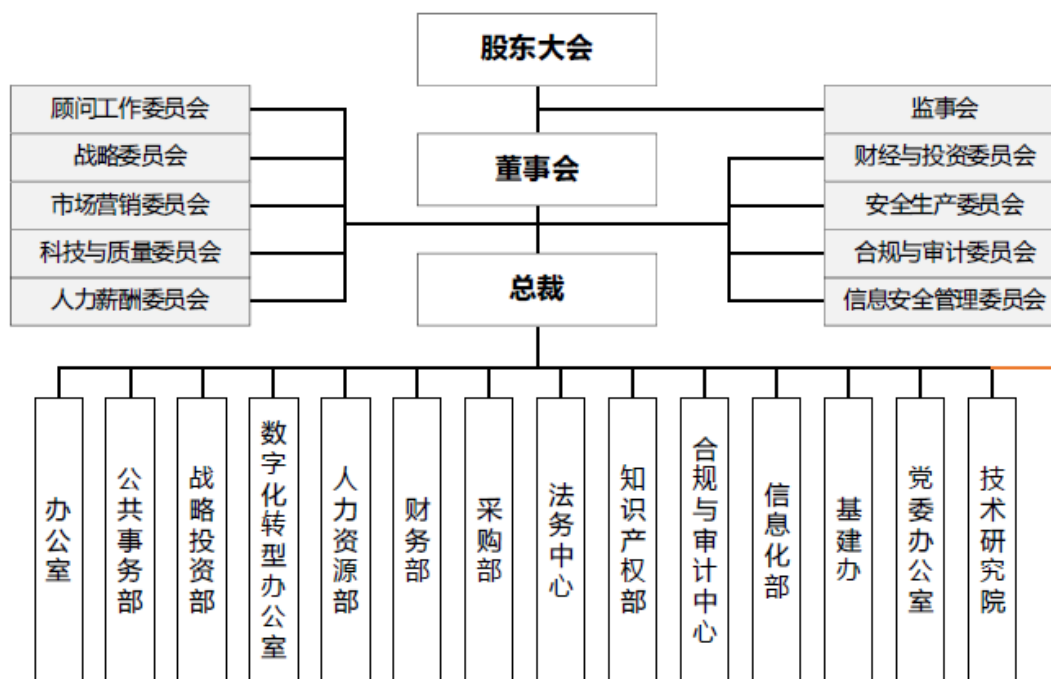 股东大会
顾问工作委员会
监事会
战略委员会
董事会
财经与投资委员会
市场营销委员会
安全生产委员会
科技与质量委员会
合规与审计委员会
总裁
人力薪酬委员会
信息安全管理委员会
办公室
公共事务部
战略投资部
数字化转型办公室
人力资源部
财务部
采购部
法务中心
知识产权部
合规与审计中心
信息化部
基建办
党委办公室
技术研究院